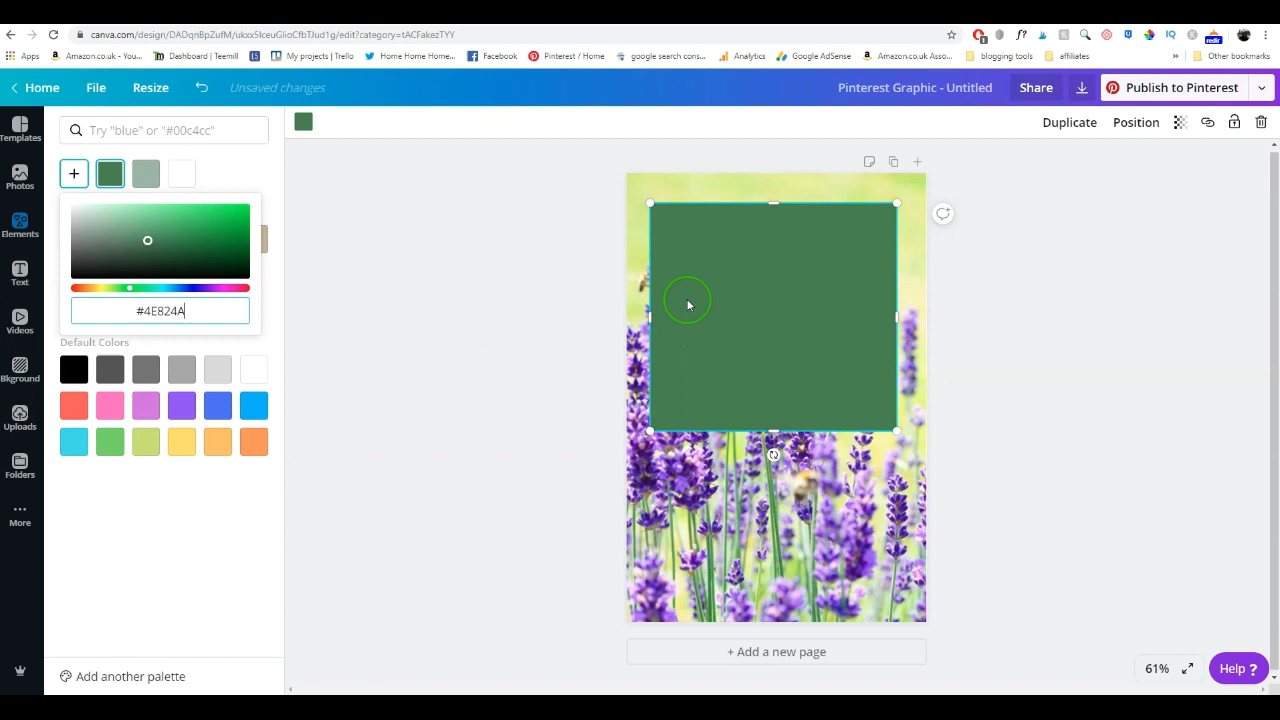 canva.com/design/DADqnBpZufM/ukxxSlceuGlioCfbTJud1g/edit?category=tACFakezTYY
Apps
Amazon.co.uk - You...
Dashboard | Teemill
My projects | Trello
Twitter Home Home...
Facebook
Pinterest / Home
google search cons...
Analytics
Google AdSense
Amazon.co.uk Asso...
blogging tools
affiliates
»
Other bookmarks
Home
File
Resize
Unsaved changes
Pinterest Graphic - Untitled
Share
Publish to Pinterest
Templates
Photos
Elements
Text
Videos
Bkground
Uploads
Folders
More
Try "blue" or "#00c4cc"
#4E824A
Default Colors
Add another palette
Duplicate
Position
+ Add a new page
61%
Help ?